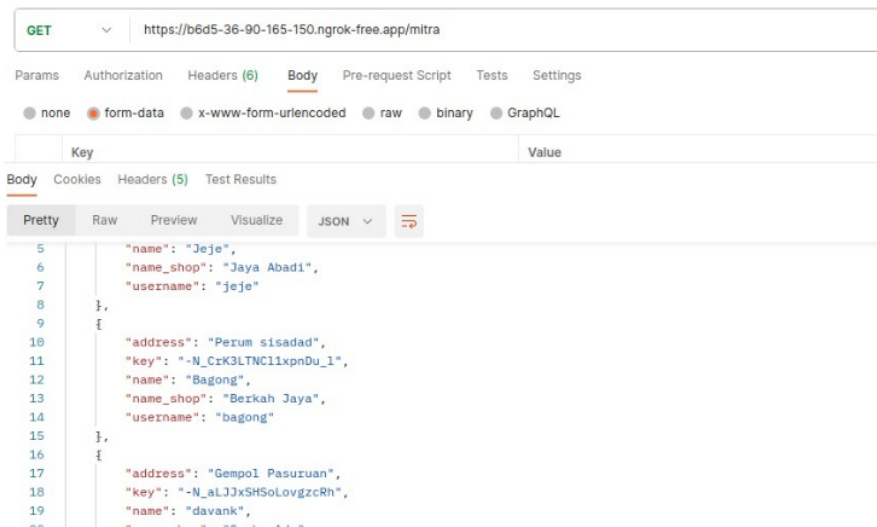 GET https://b6d5-36-90-165-150.ngrok-free.app/mitra
Params Authorization Headers (6) Body Pre-request Script Tests Settings
none form-data x-www-form-urlencoded raw binary GraphQL
Key Value
Body Cookies Headers (5) Test Results
Pretty Raw Preview Visualize JSON
5 "name": "Jeje",
6 "name_shop": "Jaya Abadi",
7 "username": "jeje"
8 },
9 {
10 "address": "Perum sisadad",
11 "key": "-N_CrK3LTNCl1xpnDu_l",
12 "name": "Bagong",
13 "name_shop": "Berkah Jaya",
14 "username": "bagong"
15 },
16 {
17 "address": "Gempol Pasuruan",
18 "key": "-N_aLJJxSHSoLovgzcRh",
19 "name": "davank",